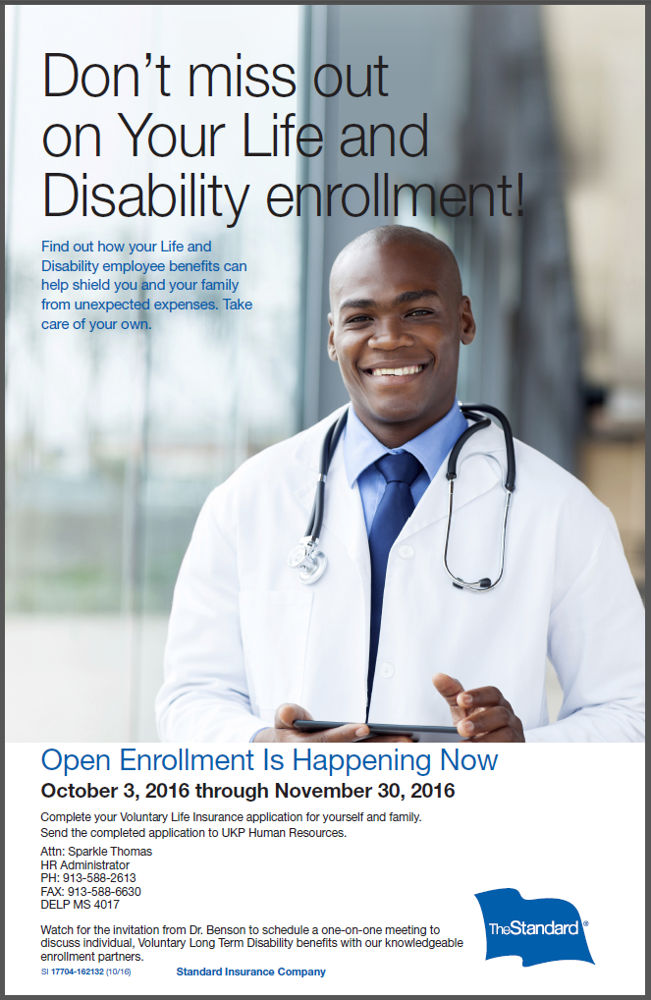 Don’t miss out
on Your Life and
Disability enrollment!
Find out how your Life and
Disability employee benefits can
help shield you and your family
from unexpected expenses. Take
care of your own.
Open Enrollment Is Happening Now
October 3, 2016 through November 30, 2016
Complete your Voluntary Life Insurance application for yourself and family.
Send the completed application to UKP Human Resources.
Attn: Sparkle Thomas
HR Administrator
PH: 913-588-2613
FAX: 913-588-6630
DELP MS 4017
Watch for the invitation from Dr. Benson to schedule a one-on-one meeting to
discuss individual, Voluntary Long Term Disability benefits with our knowledgeable
enrollment partners.
TheStandard®
SI 17704-162132 (10/16) Standard Insurance Company